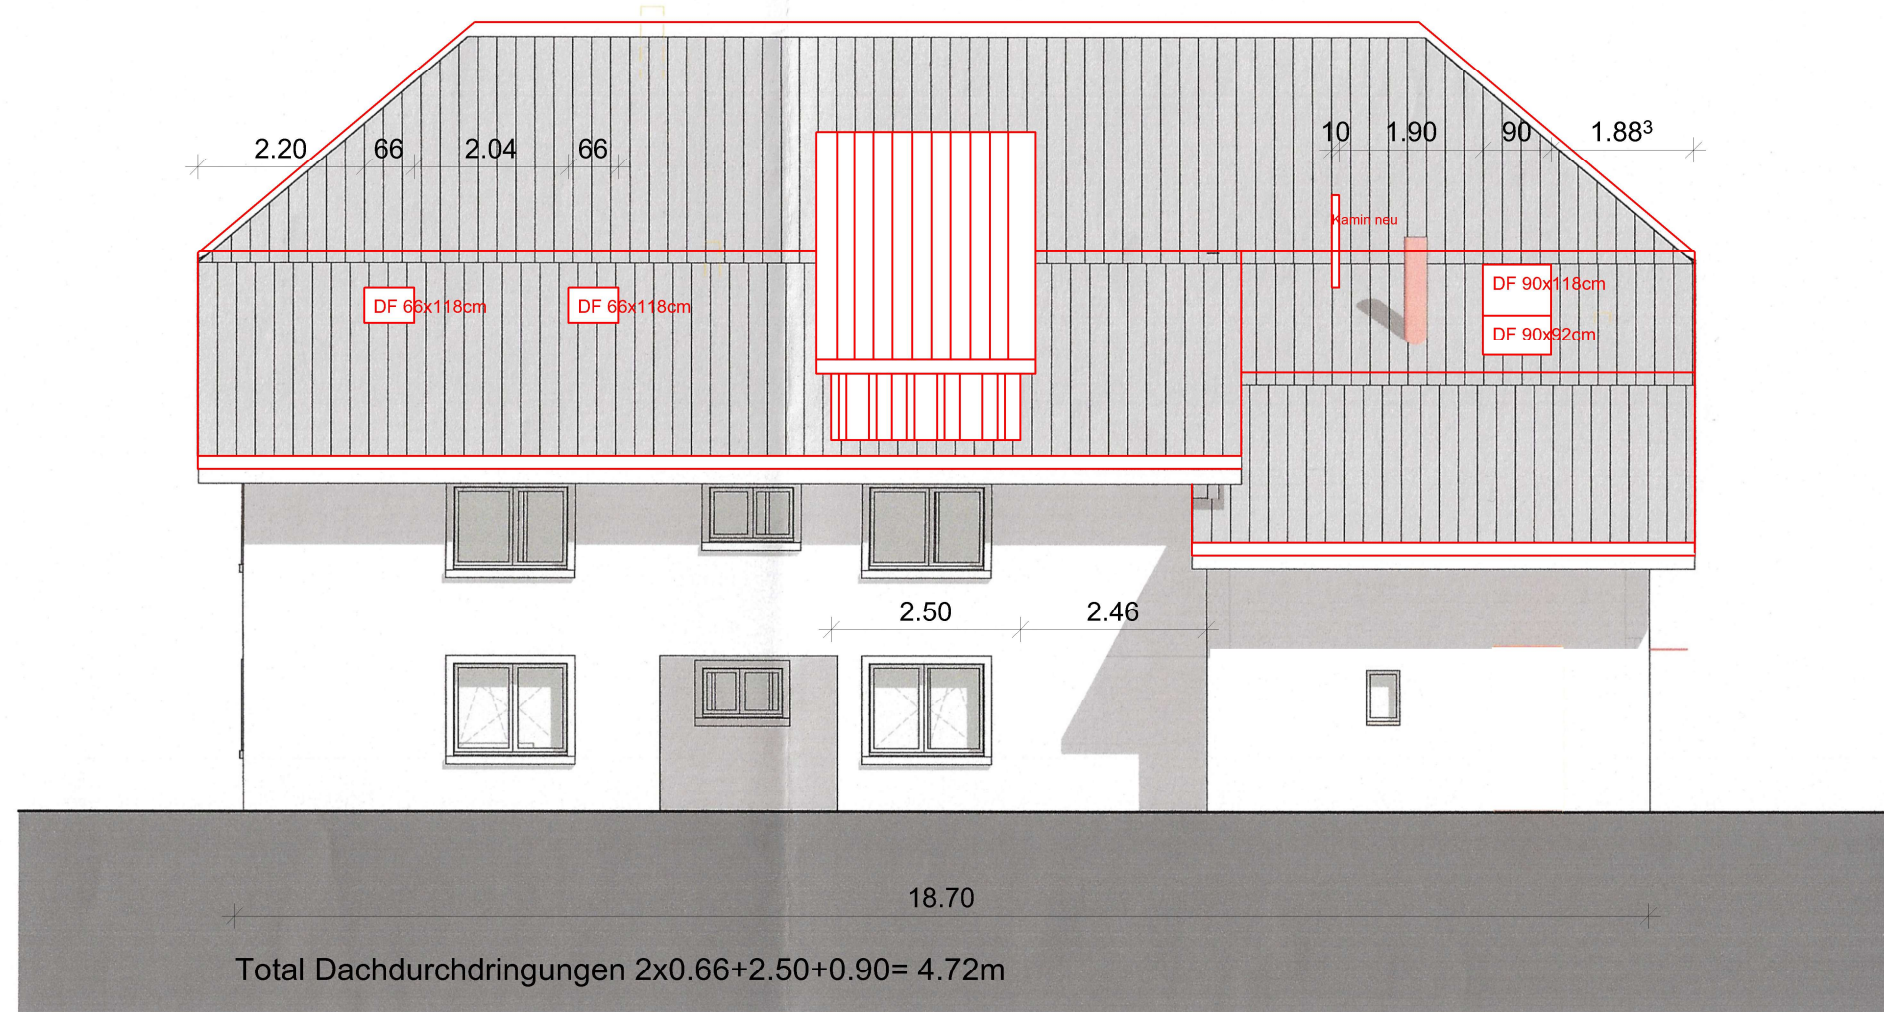 10 1.90 90 1.88³
2.20 66 2.04 66
Kamin neu
DF 90x118cm
DF 66x118cm DF 66x118cm
DF 90x92cm
2.50 2.46
18.70
Total Dachdurchdringungen 2x0.66+2.50+0.90= 4.72m